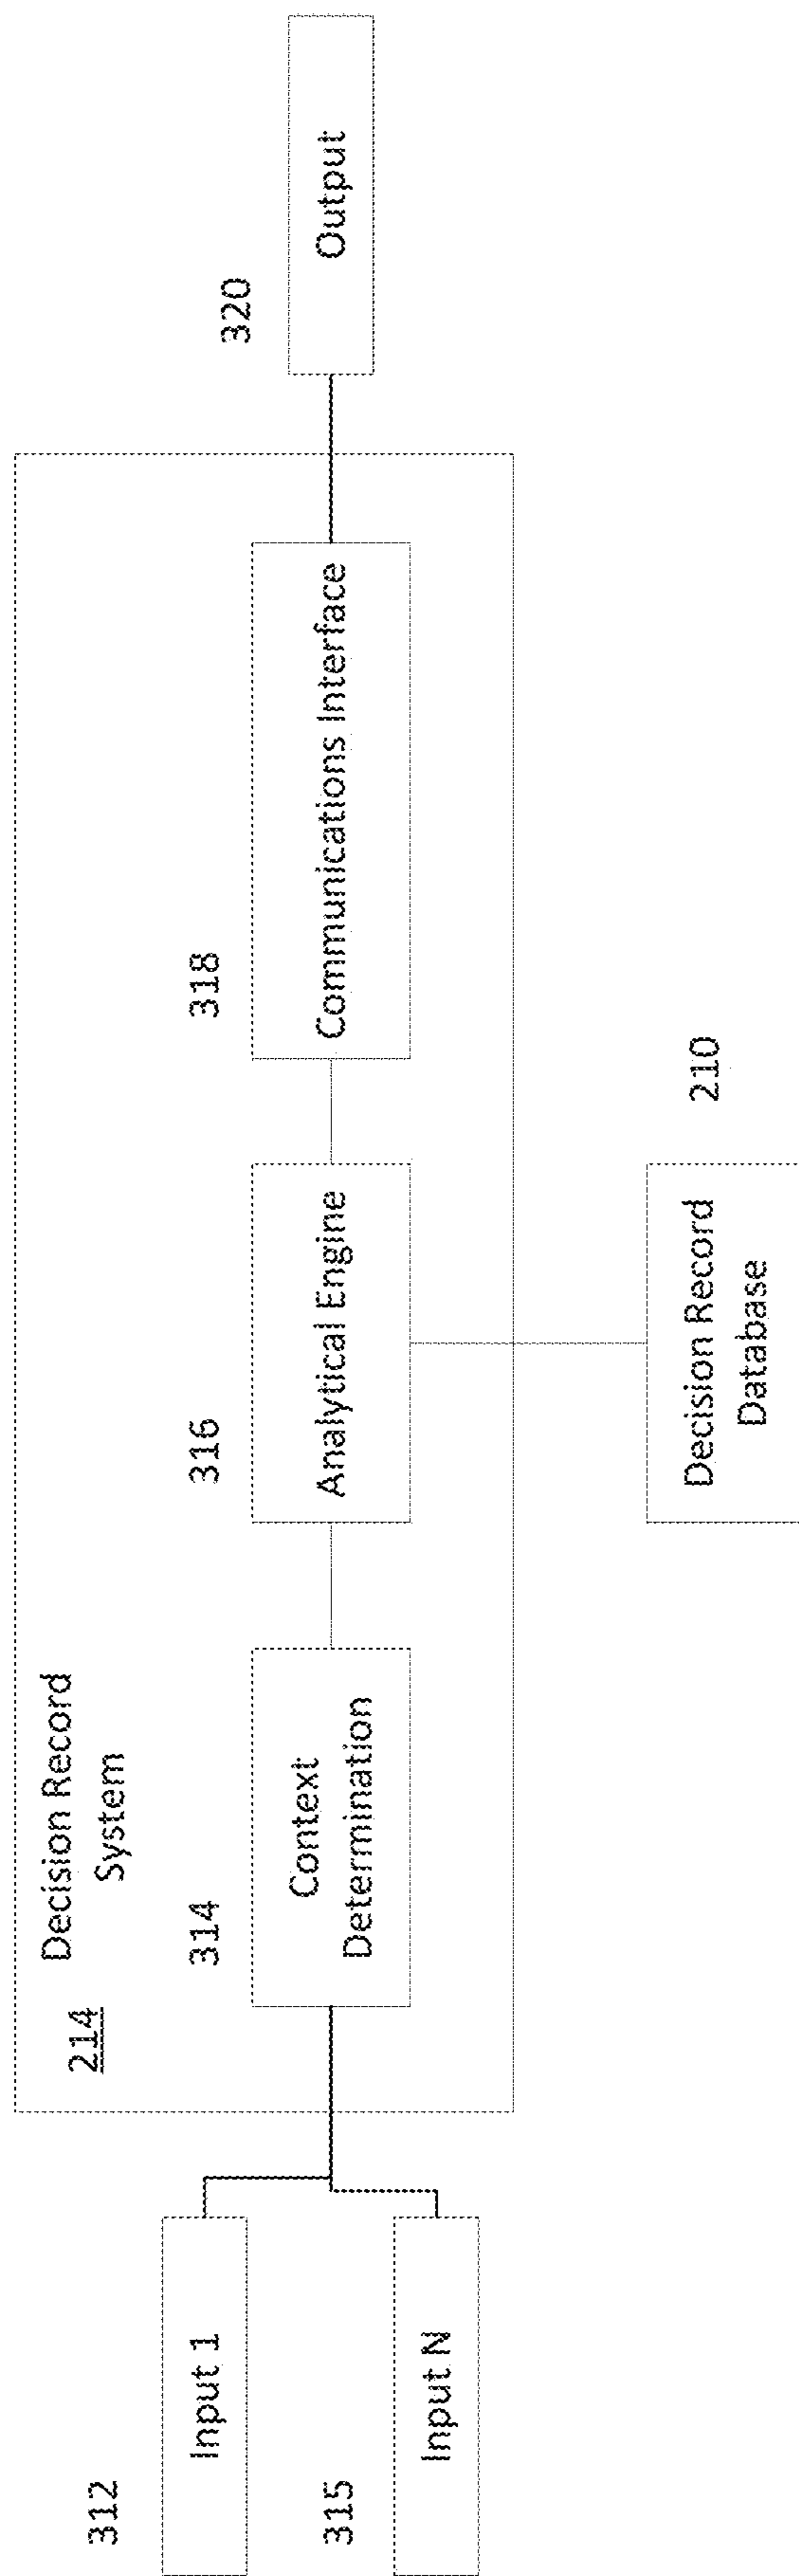 312
Input 1
315
Input N
214
Decision Record
System
314
Context
Determination
316
Analytical Engine
318
Communications Interface
320
Output
210
Decision Record
Database